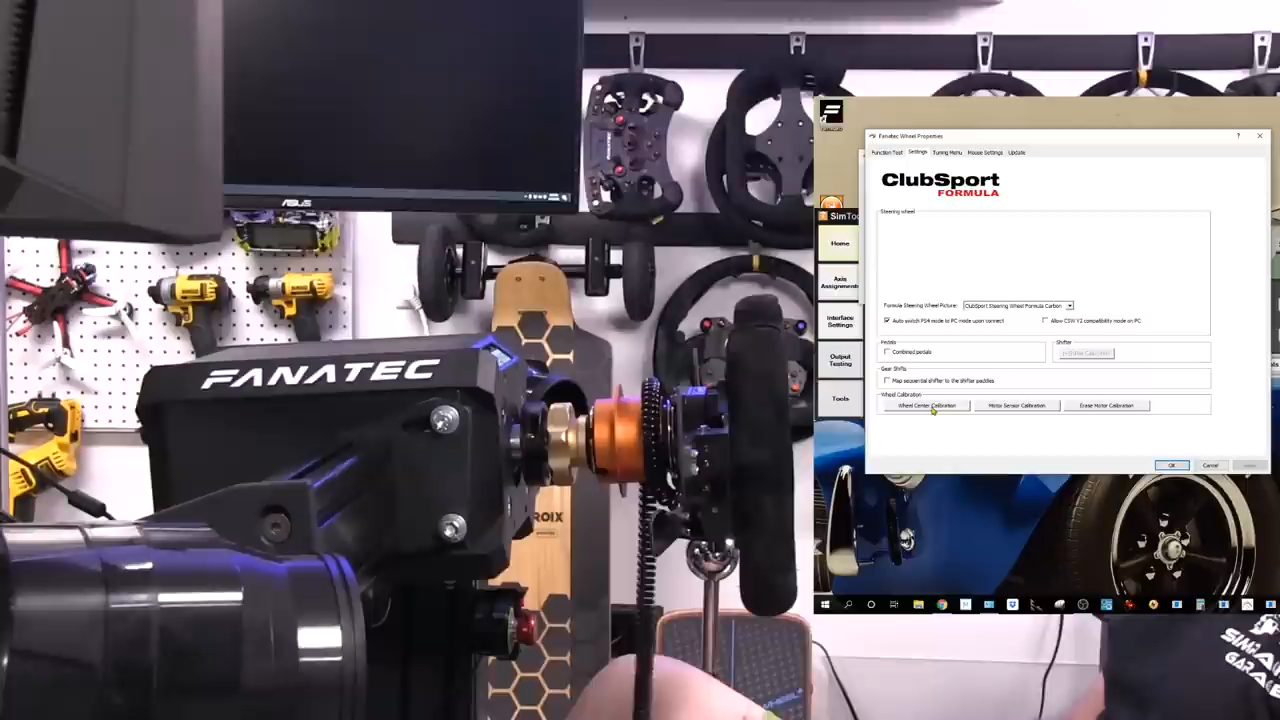 ASUS
FANATEC
ROIX
SimToo
Home
Axis
Assignments
Interface
Settings
Output
Testing
Tools
Fanatec Wheel Properties
Function Test Settings Tuning Menu Mouse Settings Update
ClubSport
FORMULA
Steering wheel
Formula Steering Wheel Picture: ClubSport Steering Wheel Formula Carbon
Auto switch PS4 mode to PC mode upon connect Allow CSW V2 compatibility mode on PC
Pedals Shifter
Combined pedals
Gear Shifts
Map sequential shifter to the shifter paddles
Wheel Calibration
Wheel Center Calibration Motor Sensor Calibration Erase Motor Calibration
OK Cancel